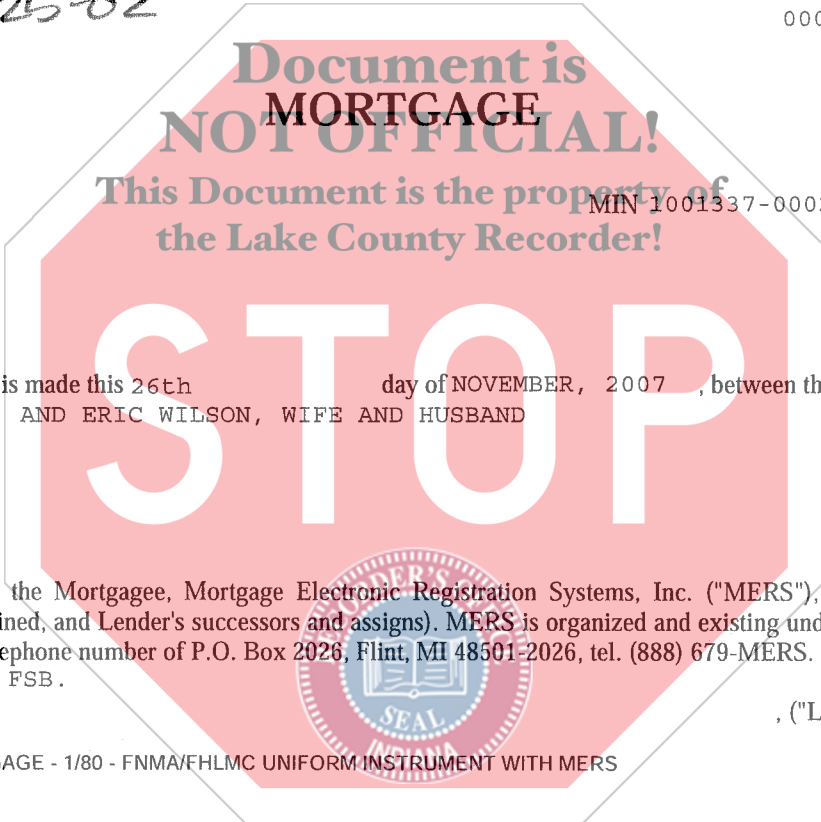 25-02
000
Document is
MORTGAGE
NOT OFFICIAL!
This Document is the property of
MIN 1001337-000
the Lake County Recorder!
STOP
is made this 26th day of NOVEMBER, 2007 , between th
AND ERIC WILSON, WIFE AND HUSBAND
the Mortgagee, Mortgage Electronic Registration Systems, Inc. ("MERS"),
ined, and Lender's successors and assigns). MERS is organized and existing und
ephone number of P.O. Box 2026, Flint, MI 48501-2026, tel. (888) 679-MERS.
FSB.
, ("L
RECORDER'S OFFICE
SEAL
INDIANA
AGE - 1/80 - FNMA/FHLMC UNIFORM INSTRUMENT WITH MERS